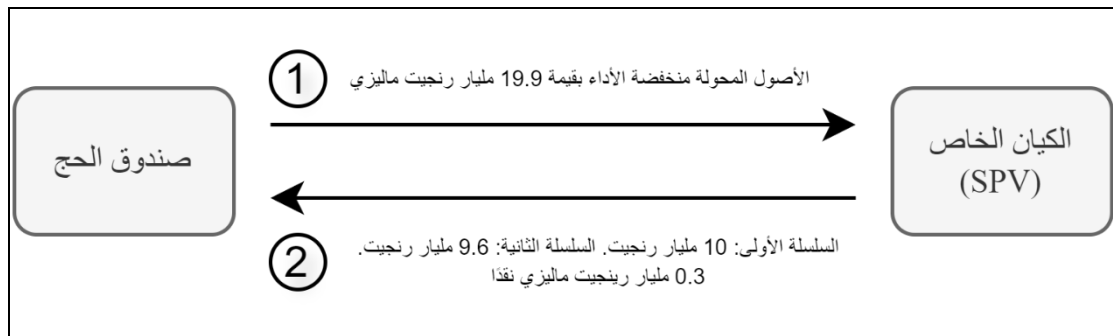 1
الأصول المحولة منخفضة الأداء بقيمة 19.9 مليار رنجيت ماليزي
الكيان الخاص
(SPV)
صندوق الحج
2
السلسلة الأولى: 10 مليار رنجيت. السلسلة الثانية: 9.6 مليار رنجيت.
0.3 مليار رينجيت ماليزي نقدًا